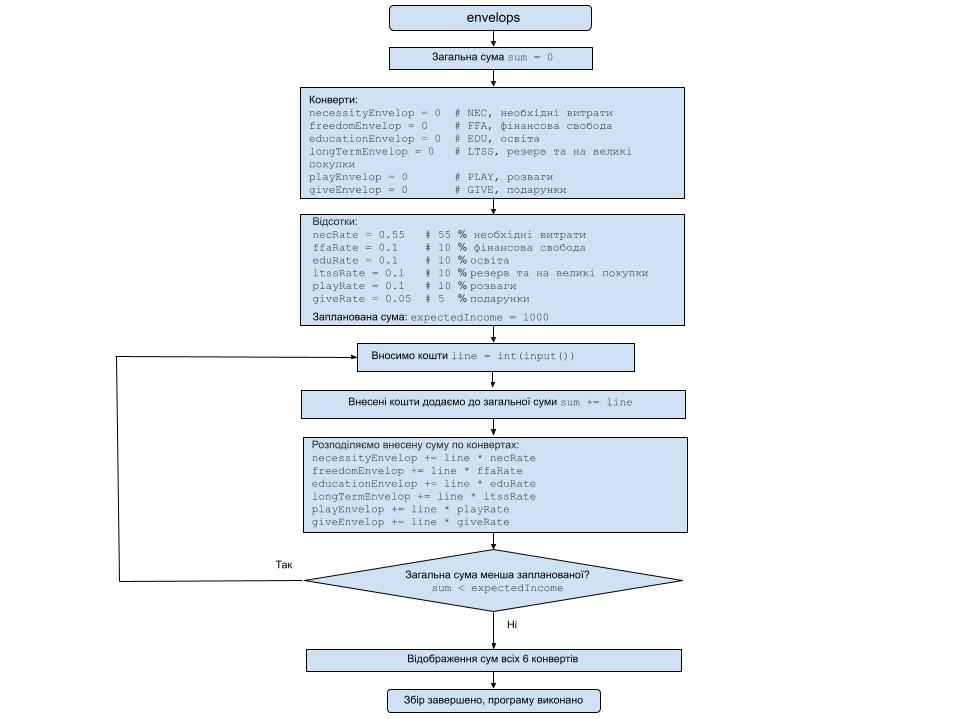 envelops
Загальна сума sum = 0
Конверти:
necessityEnvelop = 0 # NEC, необхідні витрати
freedomEnvelop = 0 # FFA, фінансова свобода
educationEnvelop = 0 # EDU, освіта
longTermEnvelop = 0 # LTSS, резерв та на великі
покупки
playEnvelop = 0 # PLAY, розваги
giveEnvelop = 0 # GIVE, подарунки
Відсотки:
necRate = 0.55 # 55 % необхідні витрати
ffaRate = 0.1 # 10 % фінансова свобода
eduRate = 0.1 # 10 % освіта
ltssRate = 0.1 # 10 % резерв та на великі покупки
playRate = 0.1 # 10 % розваги
giveRate = 0.05 # 5 % подарунки
Запланована сума: expectedIncome = 1000
Вносимо кошти line = int(input())
Внесені кошти додаємо до загальної суми sum += line
Розподіляємо внесену суму по конвертах:
necessityEnvelop += line * necRate
freedomEnvelop += line * ffaRate
educationEnvelop += line * eduRate
longTermEnvelop += line * ltssRate
playEnvelop += line * playRate
giveEnvelop += line * giveRate
Так
Загальна сума менша запланованої?
sum < expectedIncome
Ні
Відображення сум всіх 6 конвертів
Збір завершено, програму виконано